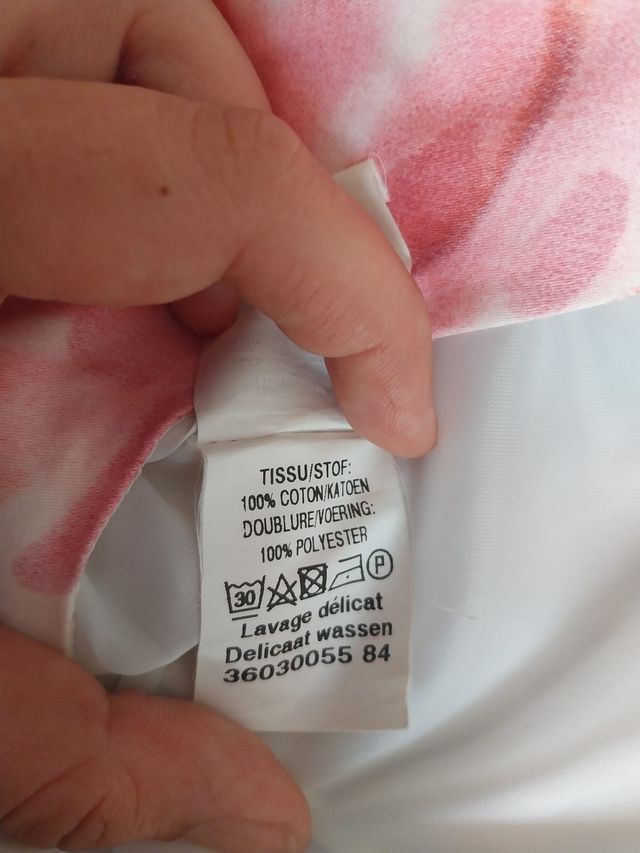 TISSU/STOF:
100% COTON/KATOEN
DOUBLURE/VOERING:
100% POLYESTER
30 P
Lavage délicat
Delicaat wassen
36030055 84